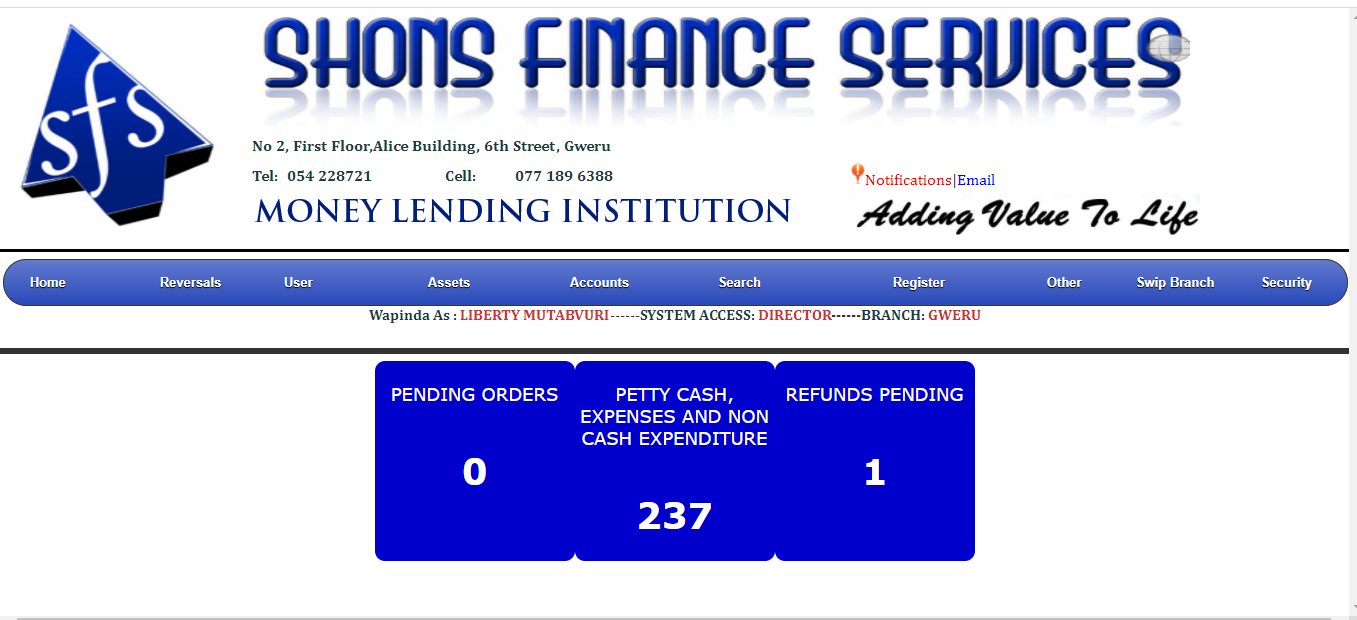 sfs
SHONS FINANCE SERVICES
No 2, First Floor,Alice Building, 6th Street, Gweru
Tel: 054 228721 Cell: 077 189 6388
Notifications|Email
MONEY LENDING INSTITUTION
Adding Value To Life
Home Reversals User Assets Accounts Search Register Other Swip Branch Security
Wapinda As : LIBERTY MUTABVURI------SYSTEM ACCESS: DIRECTOR------BRANCH: GWERU
PENDING ORDERS
0
PETTY CASH,
EXPENSES AND NON
CASH EXPENDITURE
237
REFUNDS PENDING
1